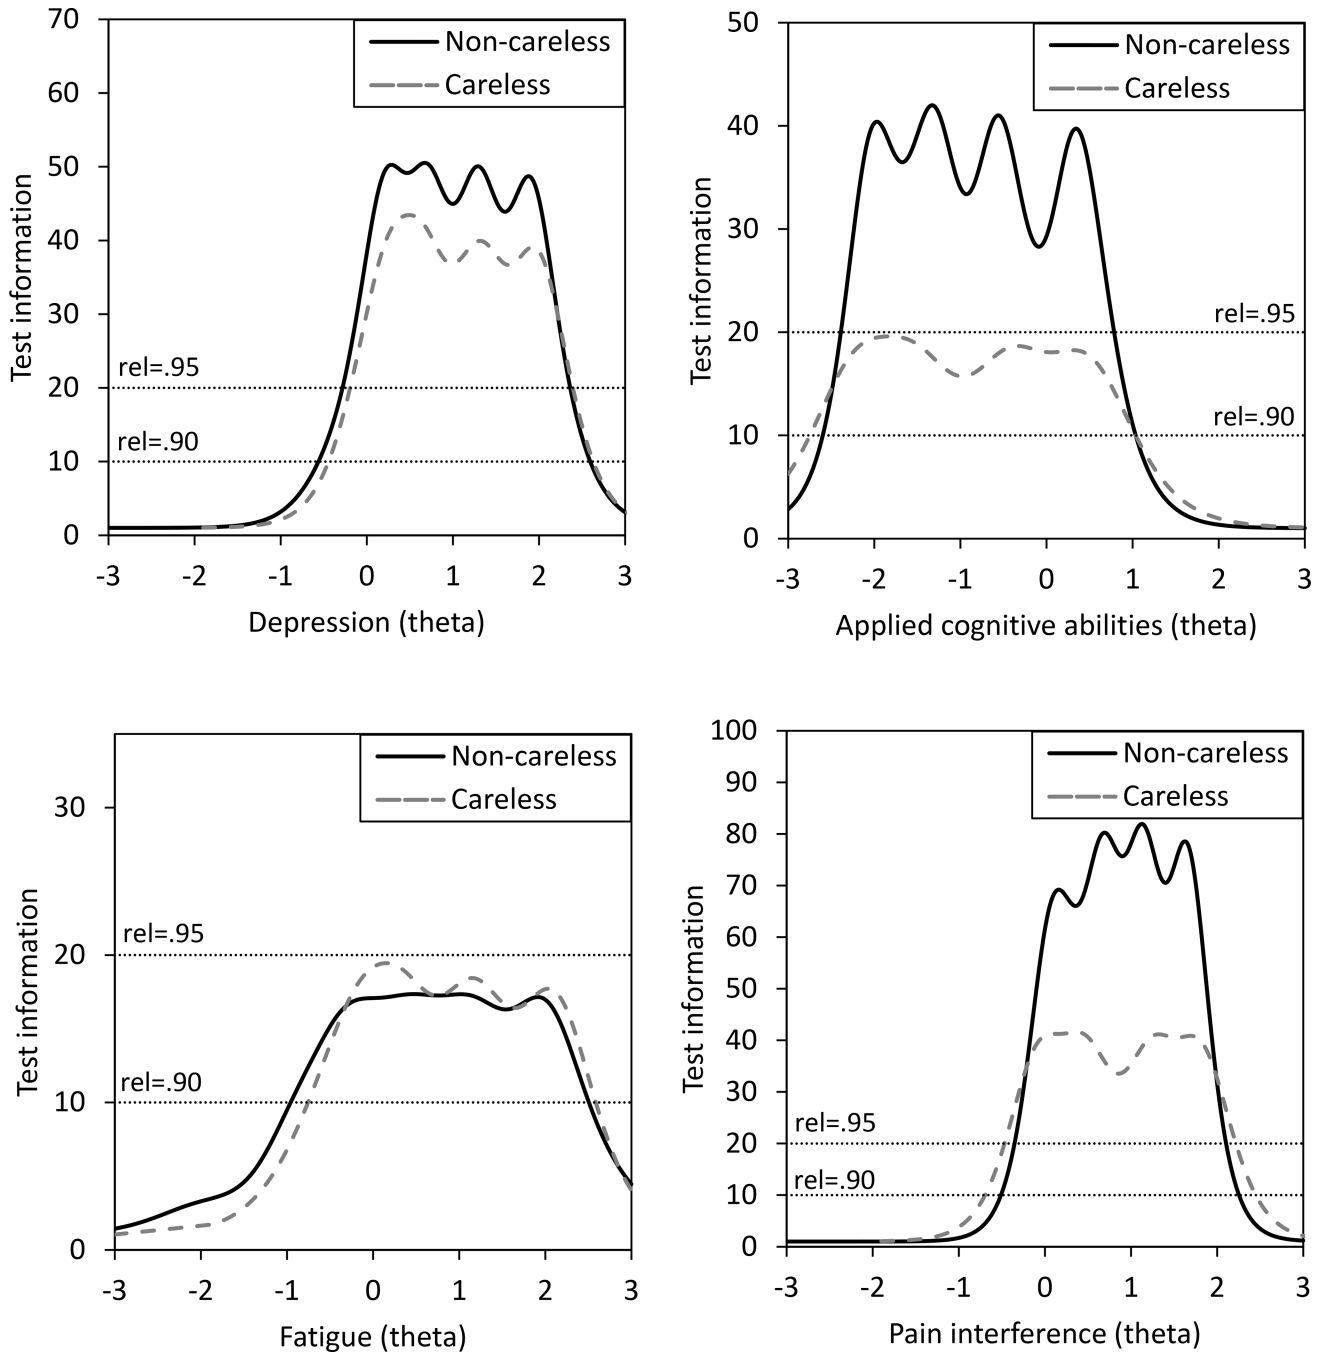 70
60
50
40
30
20
10
0
Test information
Non-careless
Careless
rel=.95
rel=.90
-3 -2 -1 0 1 2 3
Depression (theta)
50
40
30
20
10
0
Test information
Non-careless
Careless
rel=.95
rel=.90
-3 -2 -1 0 1 2 3
Applied cognitive abilities (theta)
30
20
10
0
Test information
Non-careless
Careless
rel=.95
rel=.90
-3 -2 -1 0 1 2 3
Fatigue (theta)
100
90
80
70
60
50
40
30
20
10
0
Test information
Non-careless
Careless
rel=.95
rel=.90
-3 -2 -1 0 1 2 3
Pain interference (theta)